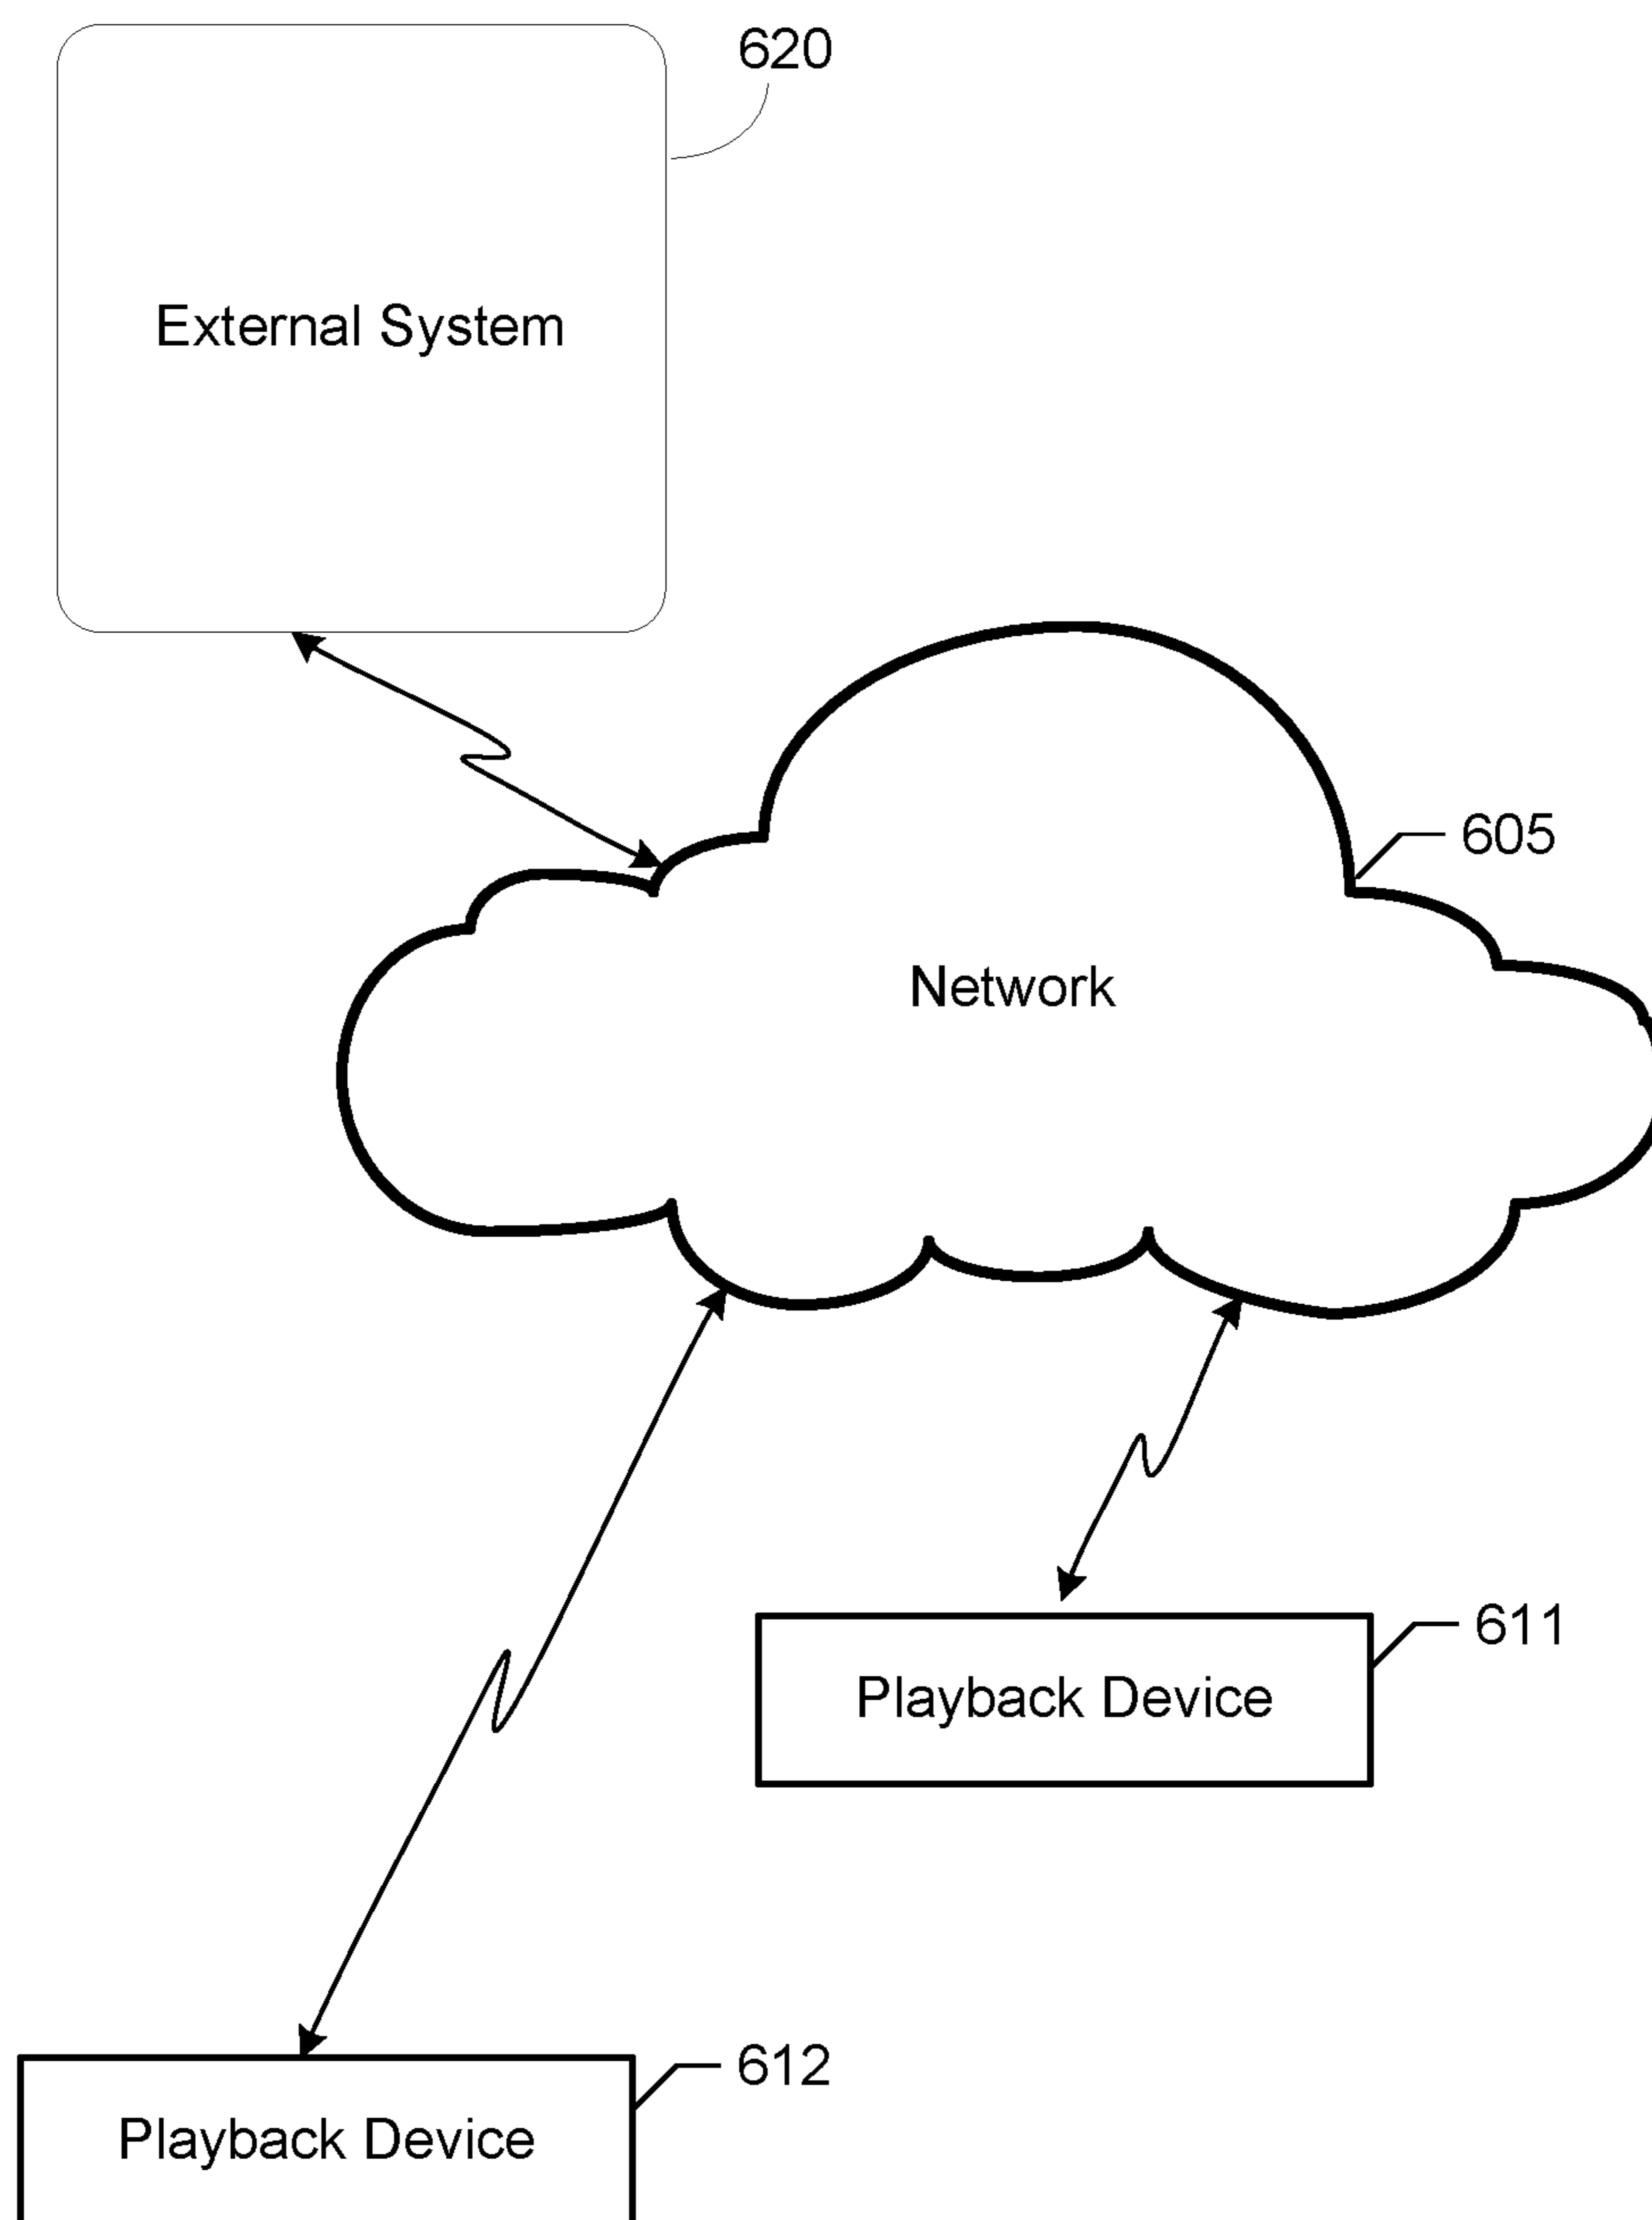 620
External System
605
Network
611
Playback Device
612
Playback Device